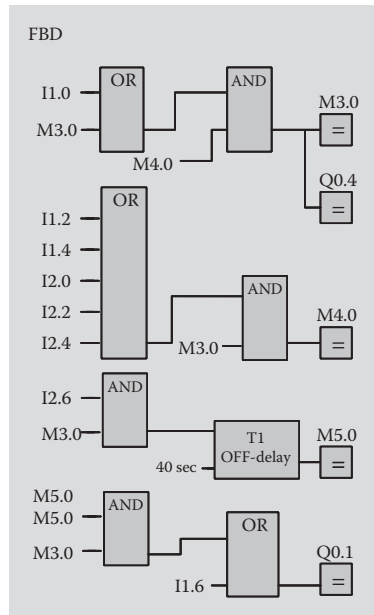 FBD
OR
I1.0
M3.0
AND
M4.0
M3.0
=
Q0.4
=
OR
I1.2
I1.4
I2.0
I2.2
I2.4
AND
M3.0
M4.0
=
AND
I2.6
M3.0
T1
OFF-delay
40 sec
M5.0
=
M5.0
M5.0
AND
M3.0
OR
I1.6
Q0.1
=